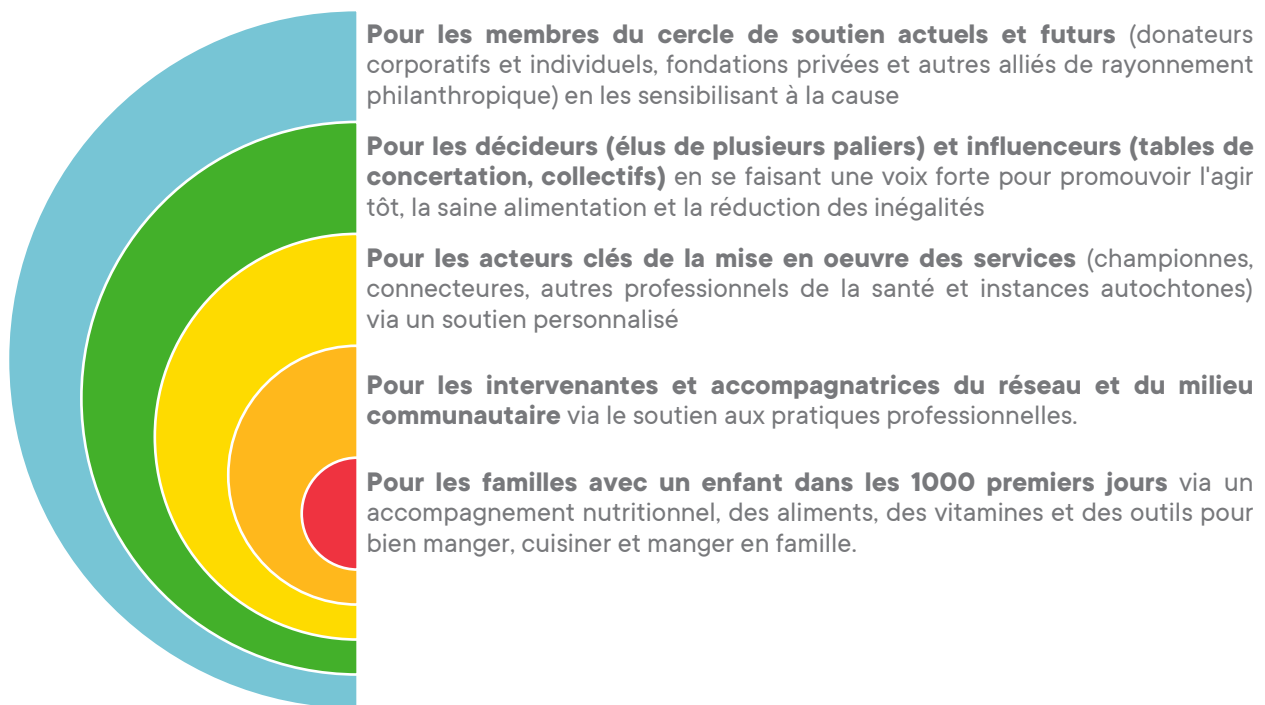 Pour les membres du cercle de soutien actuels et futurs (donateurs
corporatifs et individuels, fondations privées et autres alliés de rayonnement
philanthropique) en les sensibilisant à la cause
Pour les décideurs (élus de plusieurs paliers) et influenceurs (tables de
concertation, collectifs) en se faisant une voix forte pour promouvoir l'agir
tôt, la saine alimentation et la réduction des inégalités
Pour les acteurs clés de la mise en oeuvre des services (championnes,
connecteures, autres professionnels de la santé et instances autochtones)
via un soutien personnalisé
Pour les intervenantes et accompagnatrices du réseau et du milieu
communautaire via le soutien aux pratiques professionnelles.
Pour les familles avec un enfant dans les 1000 premiers jours via un
accompagnement nutritionnel, des aliments, des vitamines et des outils pour
bien manger, cuisiner et manger en famille.